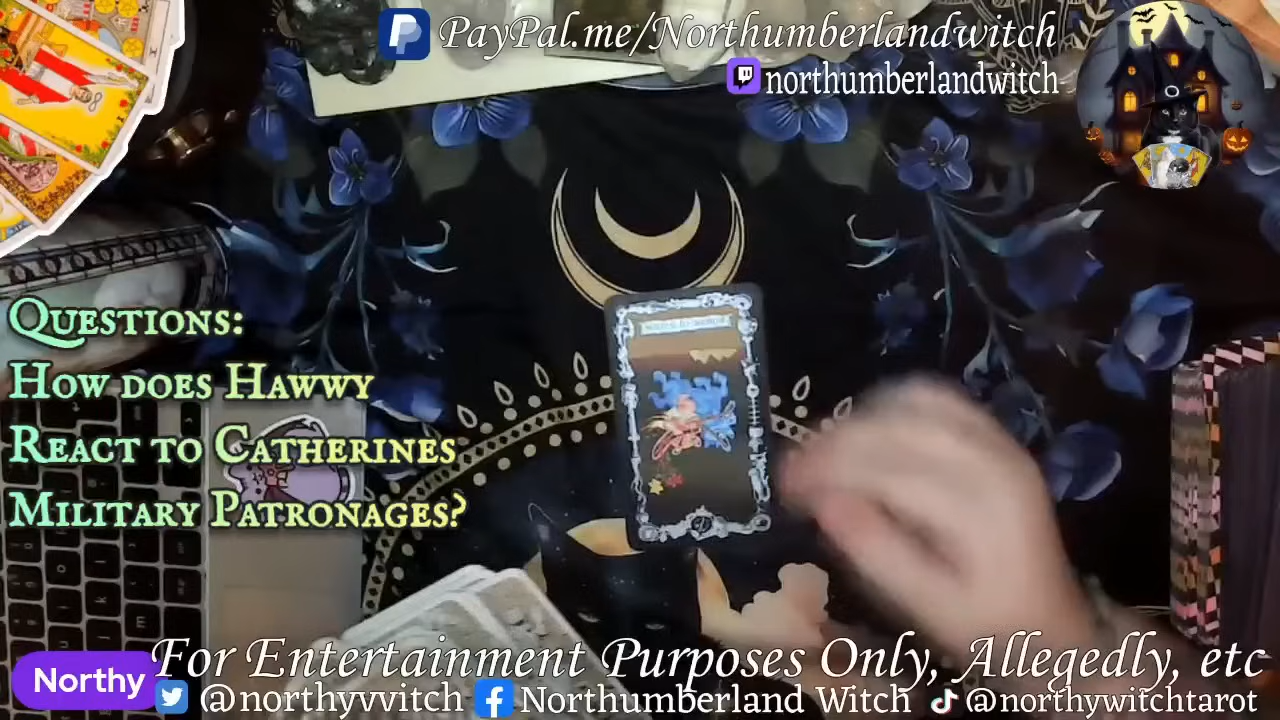 PayPal.me/Northumberlandwitch
northumberlandwitch
Questions:
How does Hawwy
React to Catherines
Military Patronages?
For Entertainment Purposes Only, Allegedly, etc
Northy
@northyvvitch
Northumberland Witch
@northywitchtarot